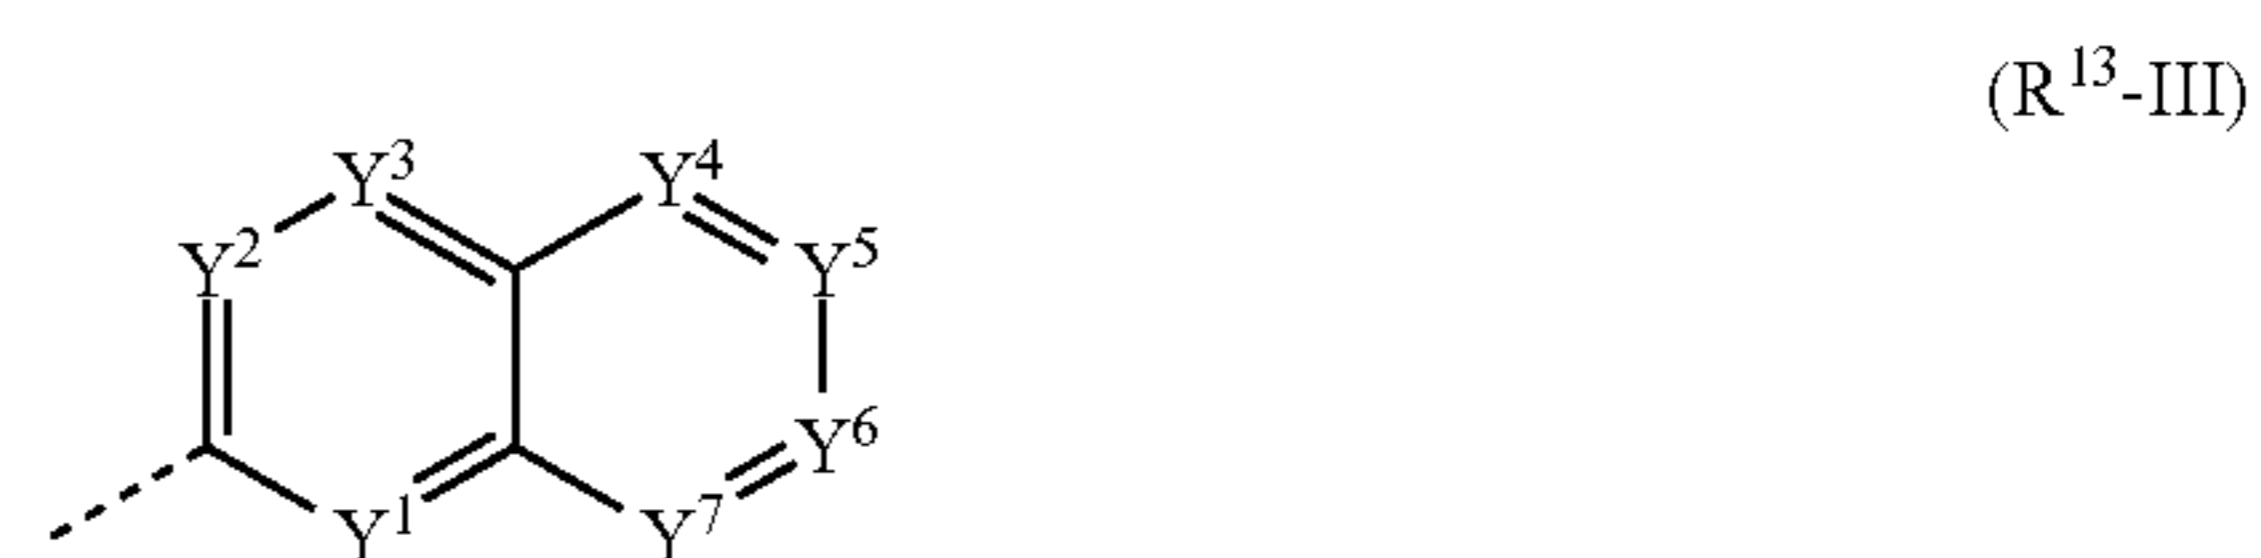 (R¹³-III)
Y³ Y⁴
Y² Y⁵
Y⁶
Y¹ Y⁷